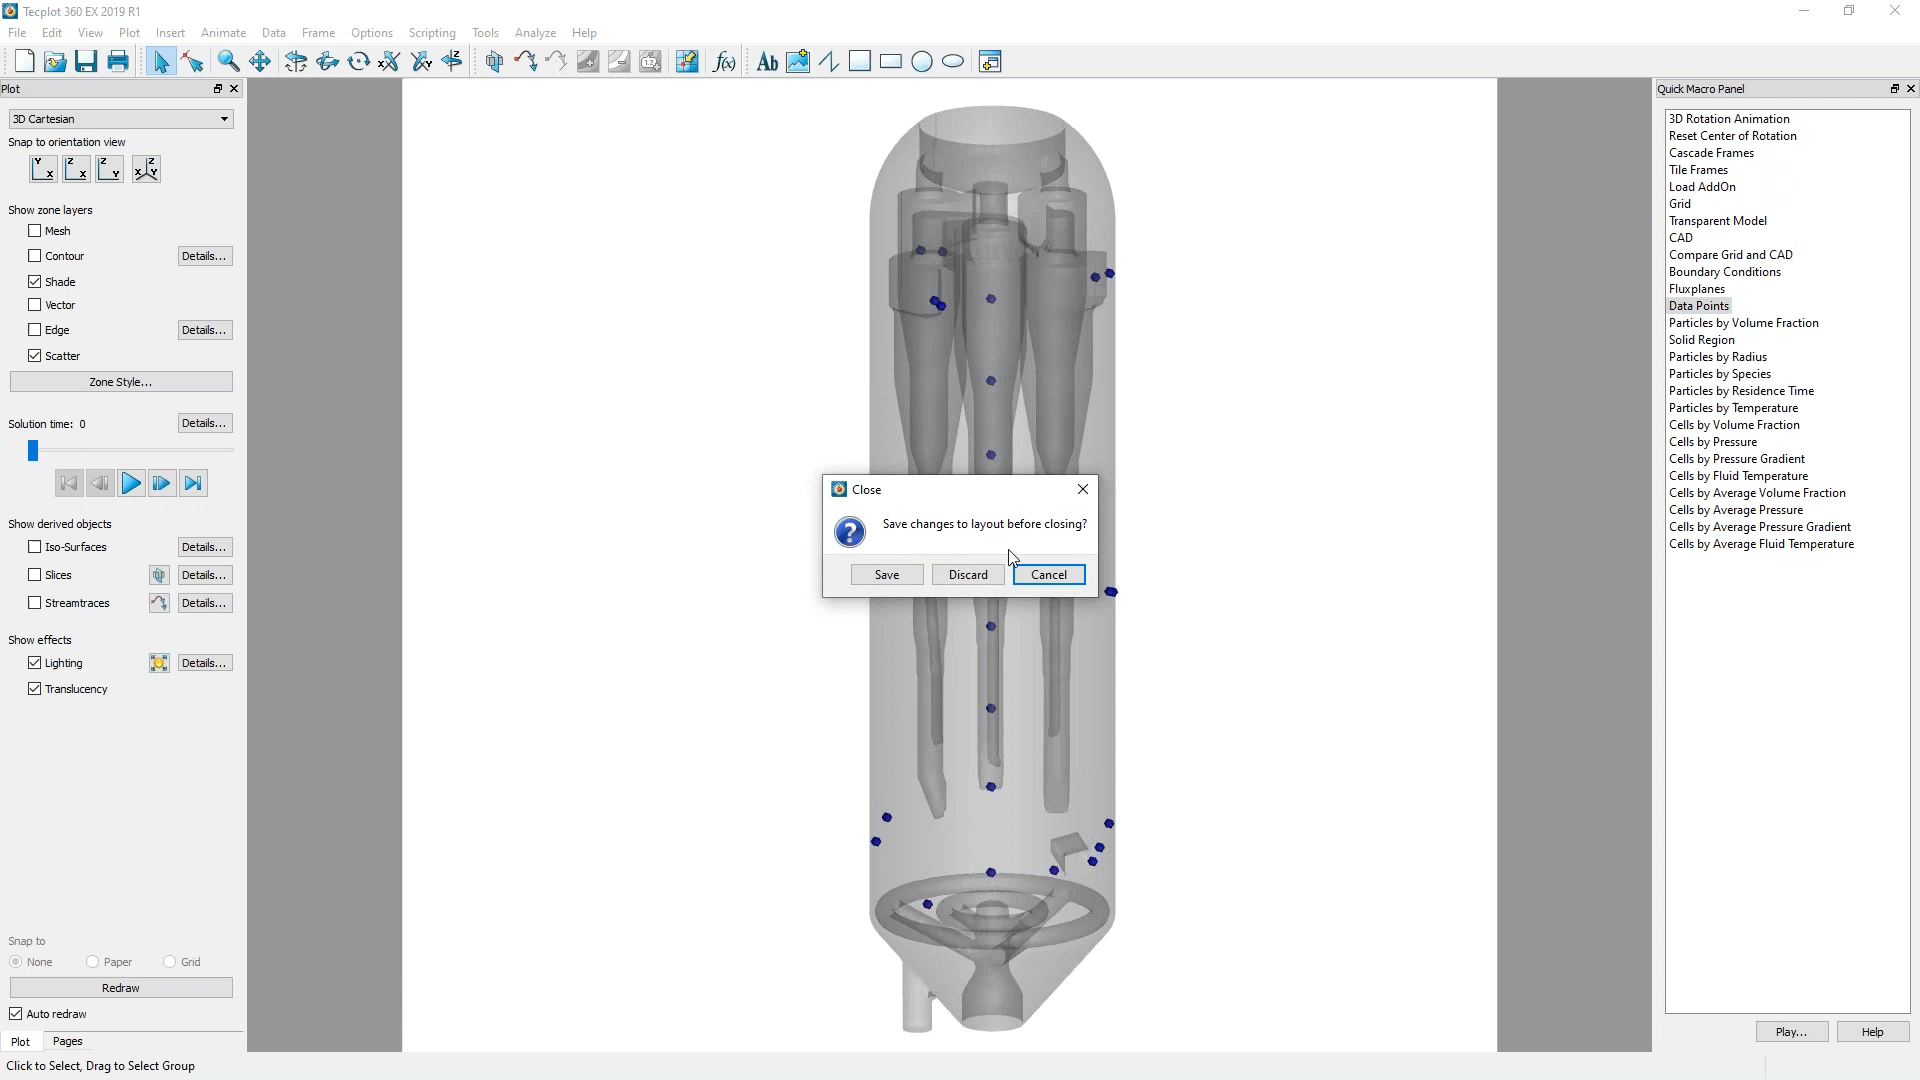 Tecplot 360 EX 2019 R1
File Edit View Plot Insert Animate Data Frame Options Scripting Tools Analyze Help
Plot
3D Cartesian
Snap to orientation view
Y X
Z X
Z Y
Z X Y
Show zone layers
Mesh
Contour Details...
Shade
Vector
Edge Details...
Scatter
Zone Style...
Solution time: 0 Details...
Show derived objects
Iso-Surfaces Details...
Slices Details...
Streamtraces Details...
Show effects
Lighting Details...
Translucency
Snap to
None Paper Grid
Redraw
Auto redraw
Plot Pages
Click to Select, Drag to Select Group
Close
Save changes to layout before closing?
Save Discard Cancel
Quick Macro Panel
3D Rotation Animation
Reset Center of Rotation
Cascade Frames
Tile Frames
Load AddOn
Grid
Transparent Model
CAD
Compare Grid and CAD
Boundary Conditions
Fluxplanes
Data Points
Particles by Volume Fraction
Solid Region
Particles by Radius
Particles by Species
Particles by Residence Time
Particles by Temperature
Cells by Volume Fraction
Cells by Pressure
Cells by Pressure Gradient
Cells by Fluid Temperature
Cells by Average Volume Fraction
Cells by Average Pressure
Cells by Average Pressure Gradient
Cells by Average Fluid Temperature
Play... Help